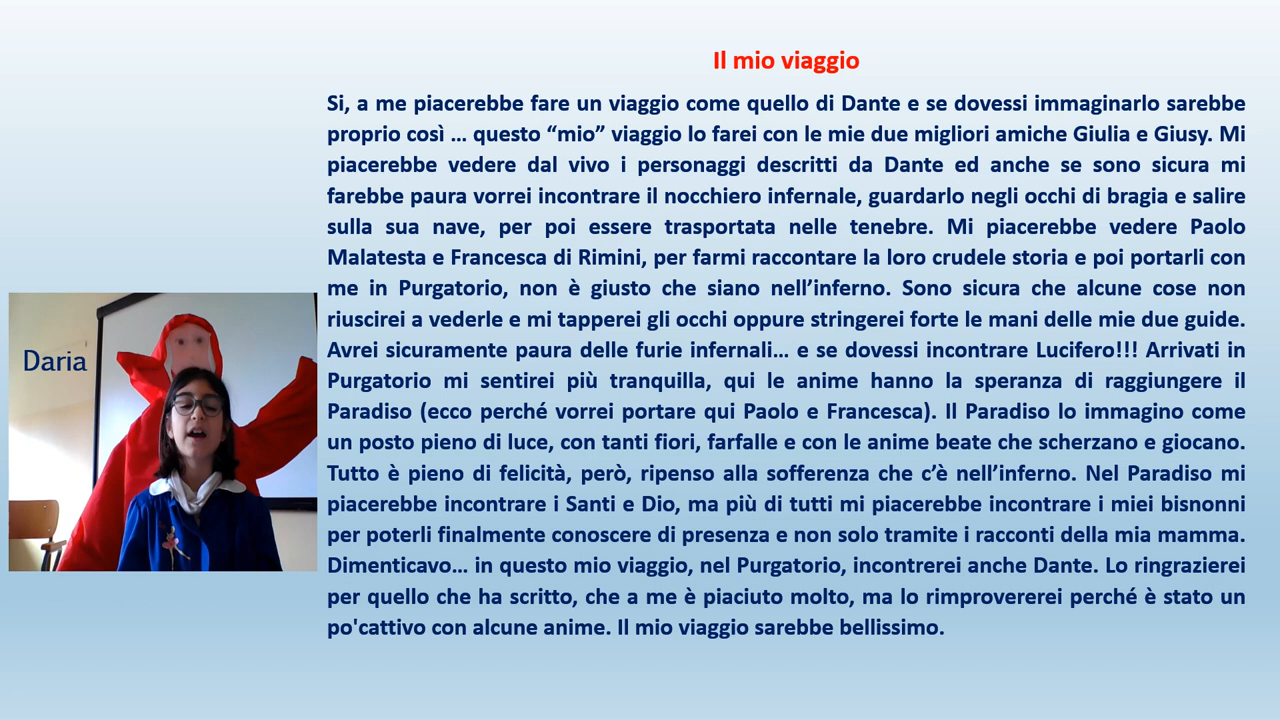 Il mio viaggio
Si, a me piacerebbe fare un viaggio come quello di Dante e se dovessi immaginarlo sarebbe
proprio così … questo “mio” viaggio lo farei con le mie due migliori amiche Giulia e Giusy. Mi
piacerebbe vedere dal vivo i personaggi descritti da Dante ed anche se sono sicura mi
farebbe paura vorrei incontrare il nocchiero infernale, guardarlo negli occhi di bragia e salire
sulla sua nave, per poi essere trasportata nelle tenebre. Mi piacerebbe vedere Paolo
Malatesta e Francesca di Rimini, per farmi raccontare la loro crudele storia e poi portarli con
me in Purgatorio, non è giusto che siano nell’inferno. Sono sicura che alcune cose non
riuscirei a vederle e mi tapperei gli occhi oppure stringerei forte le mani delle mie due guide.
Avrei sicuramente paura delle furie infernali… e se dovessi incontrare Lucifero!!! Arrivati in
Purgatorio mi sentirei più tranquilla, qui le anime hanno la speranza di raggiungere il
Paradiso (ecco perché vorrei portare qui Paolo e Francesca). Il Paradiso lo immagino come
un posto pieno di luce, con tanti fiori, farfalle e con le anime beate che scherzano e giocano.
Tutto è pieno di felicità, però, ripenso alla sofferenza che c’è nell’inferno. Nel Paradiso mi
piacerebbe incontrare i Santi e Dio, ma più di tutti mi piacerebbe incontrare i miei bisnonni
per poterli finalmente conoscere di presenza e non solo tramite i racconti della mia mamma.
Dimenticavo… in questo mio viaggio, nel Purgatorio, incontrerei anche Dante. Lo ringrazierei
per quello che ha scritto, che a me è piaciuto molto, ma lo rimprovererei perché è stato un
po'cattivo con alcune anime. Il mio viaggio sarebbe bellissimo.
Daria